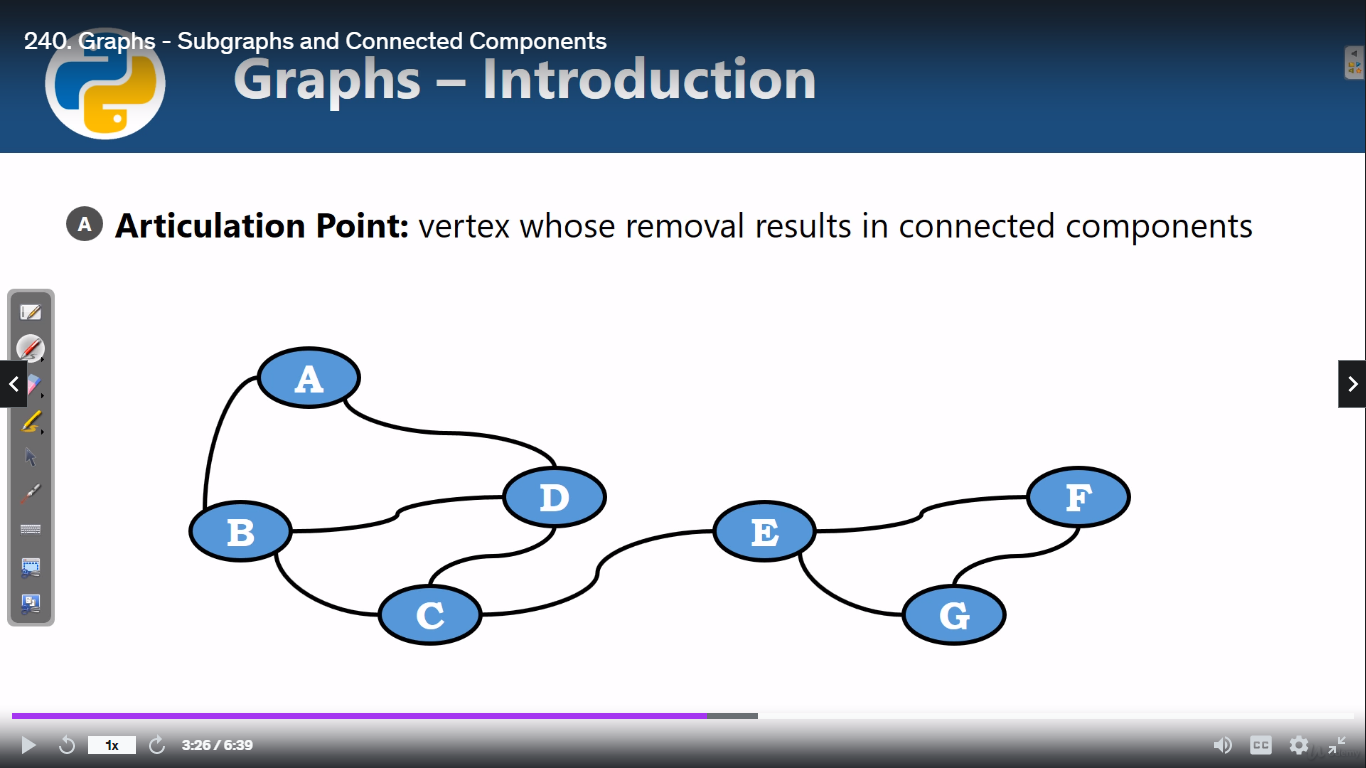 240. Graphs - Subgraphs and Connected Components
Graphs – Introduction
A Articulation Point: vertex whose removal results in connected components
A
D
F
B
E
C
G
1x
3:26 / 6:39
CC